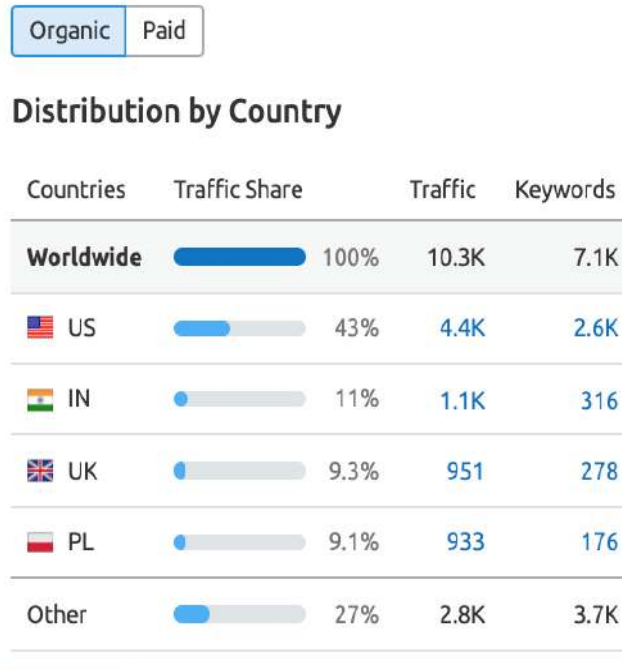 Organic Paid
Distribution by Country
Countries Traffic Share Traffic Keywords
Worldwide 100% 10.3K 7.1K
US 43% 4.4K 2.6K
IN 11% 1.1K 316
UK 9.3% 951 278
PL 9.1% 933 176
Other 27% 2.8K 3.7K